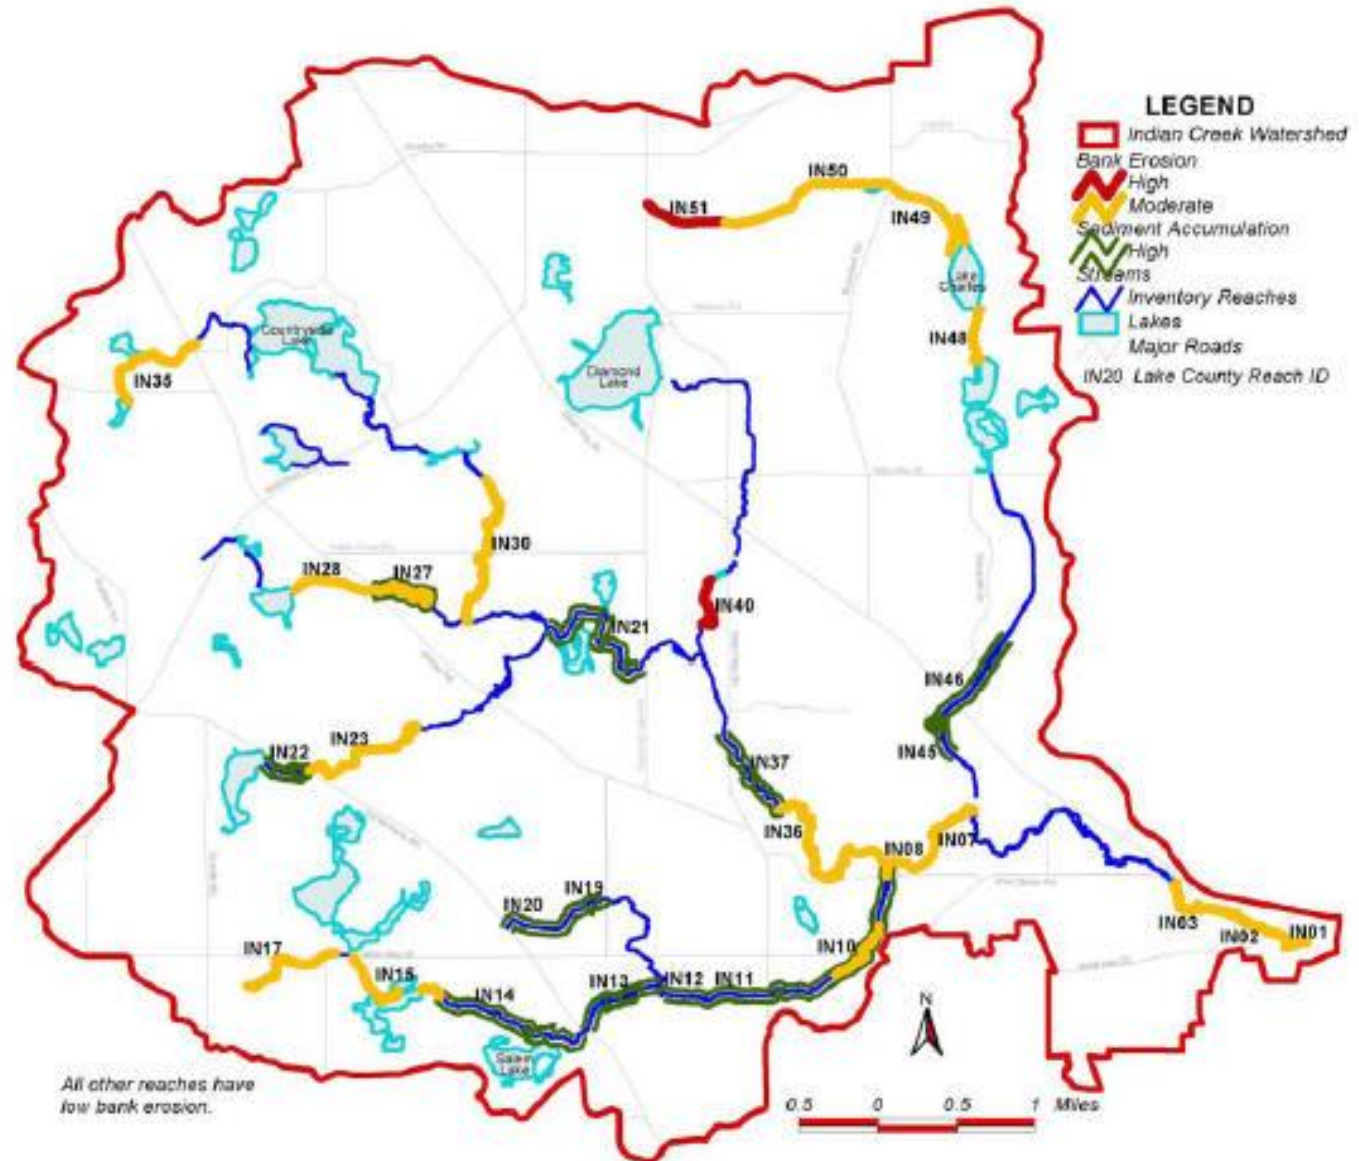 LEGEND
Indian Creek Watershed
Bank Erosion
High
Moderate
Sediment Accumulation
High
Streams
Inventory Reaches
Lakes
Major Roads
IN20 Lake County Reach ID
IN50
IN51
IN49
Lake
Charles
IN48
Countryside
Lake
Diamond
Lake
IN35
IN30
IN28
IN27
IN40
IN21
IN46
IN45
IN23
IN22
IN37
IN36
IN08
IN07
IN19
IN20
IN03
IN02
IN01
IN17
IN10
IN15
IN13
IN12
IN11
IN14
N
Lake
All other reaches have
low bank erosion.
0.5 0 0.5 1 Miles